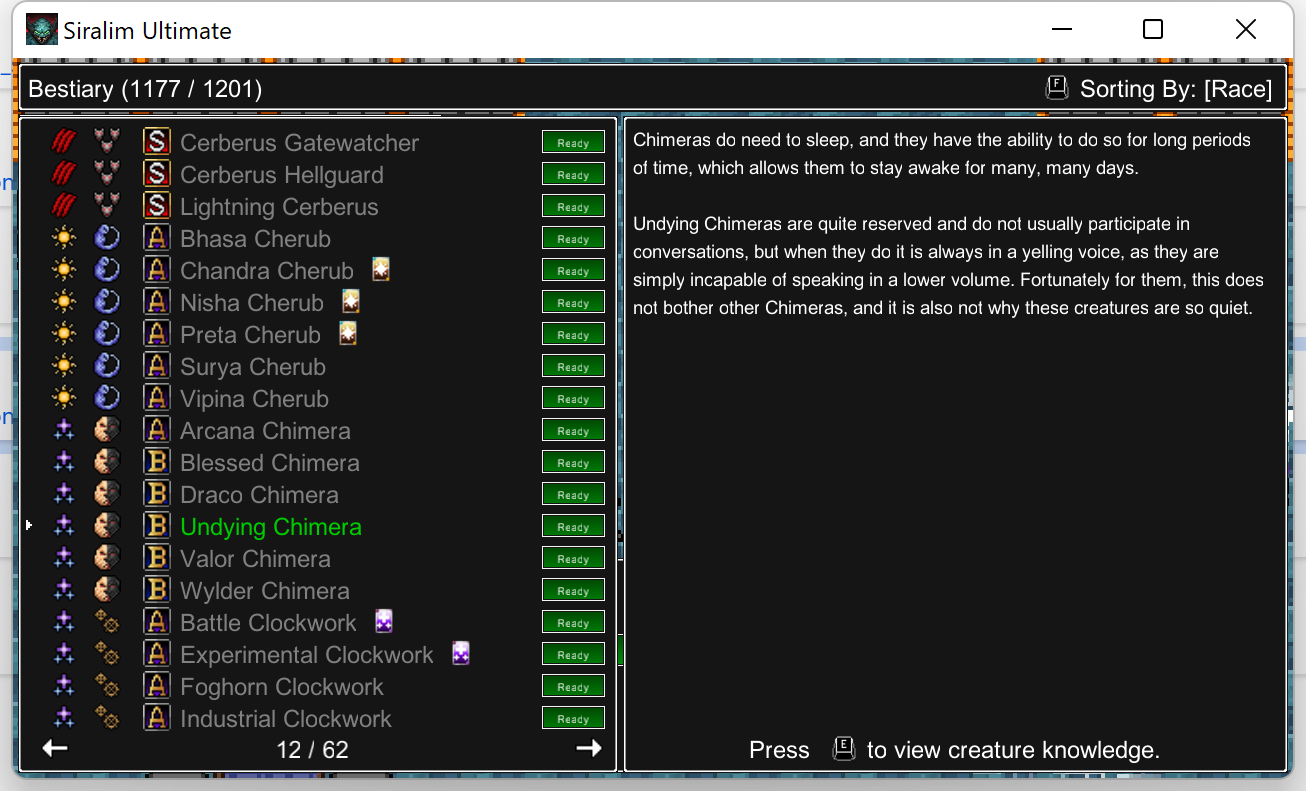 Siralim Ultimate
Bestiary (1177 / 1201)
F Sorting By: [Race]
S Cerberus Gatewatcher Ready
S Cerberus Hellguard Ready
S Lightning Cerberus Ready
A Bhasa Cherub Ready
A Chandra Cherub Ready
A Nisha Cherub Ready
A Preta Cherub Ready
A Surya Cherub Ready
A Vipina Cherub Ready
A Arcana Chimera Ready
B Blessed Chimera Ready
B Draco Chimera Ready
B Undying Chimera Ready
B Valor Chimera Ready
B Wylder Chimera Ready
A Battle Clockwork Ready
A Experimental Clockwork Ready
A Foghorn Clockwork Ready
A Industrial Clockwork Ready
12 / 62
Chimeras do need to sleep, and they have the ability to do so for long periods
of time, which allows them to stay awake for many, many days.
Undying Chimeras are quite reserved and do not usually participate in
conversations, but when they do it is always in a yelling voice, as they are
simply incapable of speaking in a lower volume. Fortunately for them, this does
not bother other Chimeras, and it is also not why these creatures are so quiet.
Press E to view creature knowledge.